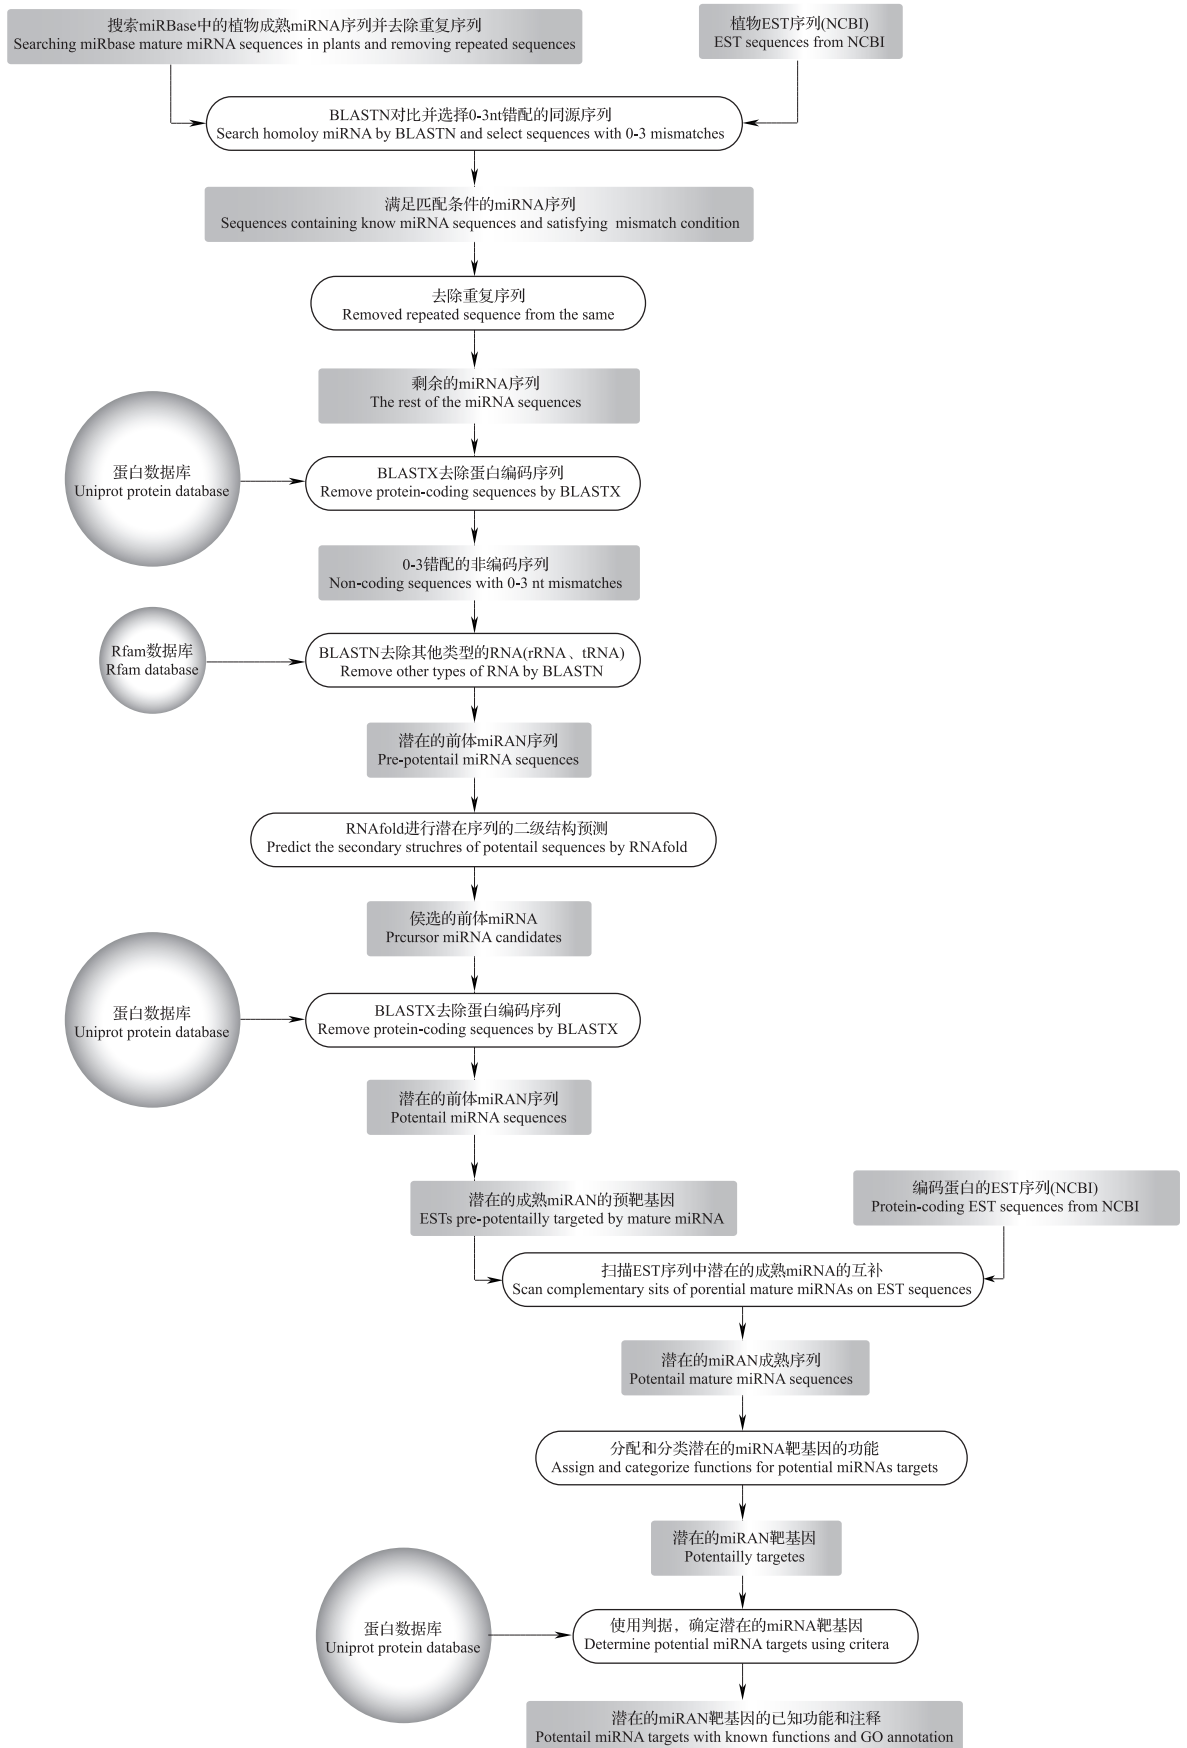 搜索miRBase中的植物成熟miRNA序列并去除重复序列
Searching miRbase mature miRNA sequences in plants and removing repeated sequences
植物EST序列(NCBI)
EST sequences from NCBI
BLASTN对比并选择0-3nt错配的同源序列
Search homoloy miRNA by BLASTN and select sequences with 0-3 mismatches
满足匹配条件的miRNA序列
Sequences containing know miRNA sequences and satisfying mismatch condition
去除重复序列
Removed repeated sequence from the same
剩余的miRNA序列
The rest of the miRNA sequences
蛋白数据库
Uniprot protein database
BLASTX去除蛋白编码序列
Remove protein-coding sequences by BLASTX
0-3错配的非编码序列
Non-coding sequences with 0-3 nt mismatches
Rfam数据库
Rfam database
BLASTN去除其他类型的RNA(rRNA、tRNA)
Remove other types of RNA by BLASTN
潜在的前体miRAN序列
Pre-potentail miRNA sequences
RNAfold进行潜在序列的二级结构预测
Predict the secondary struchres of potentail sequences by RNAfold
侯选的前体miRNA
Prcursor miRNA candidates
蛋白数据库
Uniprot protein database
BLASTX去除蛋白编码序列
Remove protein-coding sequences by BLASTX
潜在的前体miRAN序列
Potentail miRNA sequences
潜在的成熟miRAN的预靶基因
ESTs pre-potentailly targeted by mature miRNA
编码蛋白的EST序列(NCBI)
Protein-coding EST sequences from NCBI
扫描EST序列中潜在的成熟miRNA的互补
Scan complementary sits of porential mature miRNAs on EST sequences
潜在的miRAN成熟序列
Potentail mature miRNA sequences
分配和分类潜在的miRNA靶基因的功能
Assign and categorize functions for potential miRNAs targets
潜在的miRAN靶基因
Potentailly targetes
蛋白数据库
Uniprot protein database
使用判据，确定潜在的miRNA靶基因
Determine potential miRNA targets using critera
潜在的miRAN靶基因的已知功能和注释
Potentail miRNA targets with known functions and GO annotation